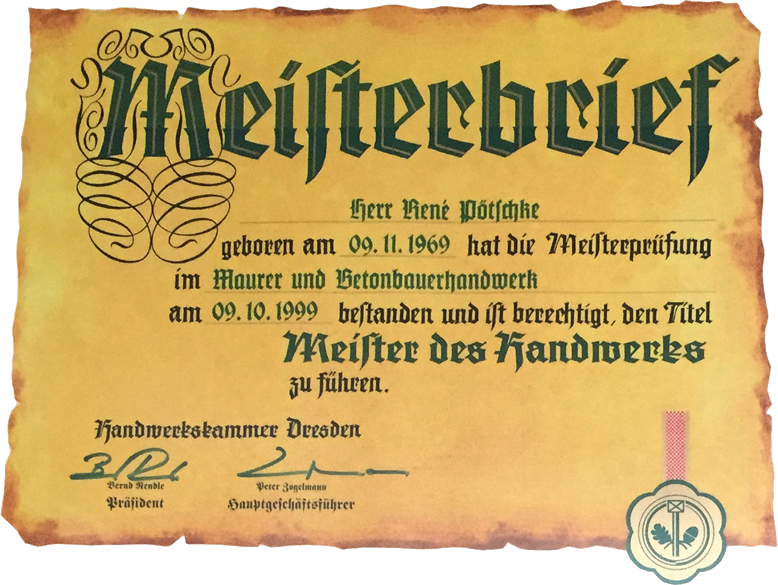 Meisterbrief
Herr René Pötschke
geboren am 09.11.1969 hat die Meisterprüfung
im Maurer und Betonbauerhandwerk
am 09.10.1999 bestanden und ist berechtigt, den Titel
Meister des Handwerks
zu führen.
Handwerkskammer Dresden
Bernd Rendle Peter Zugelmann
Präsident Hauptgeschäftsführer